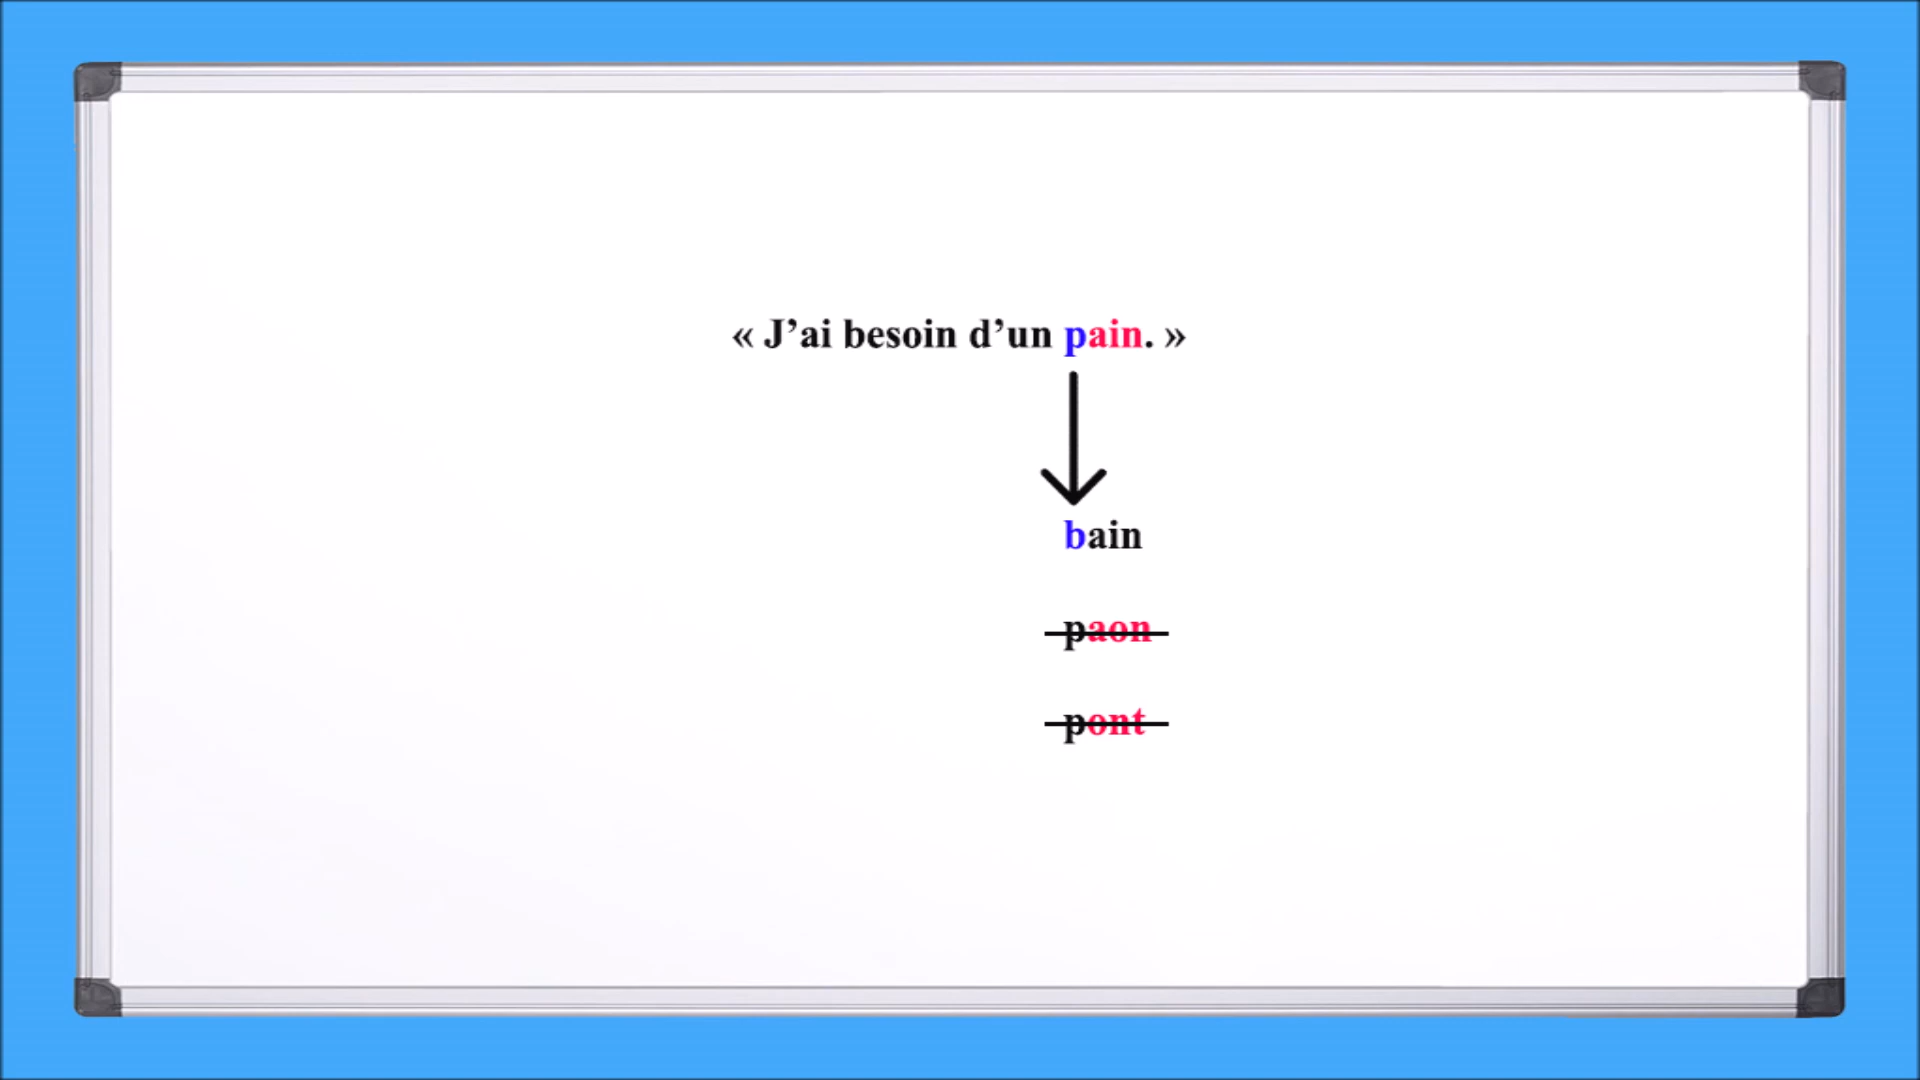 « J’ai besoin d’un pain. »
bain
paon
pont